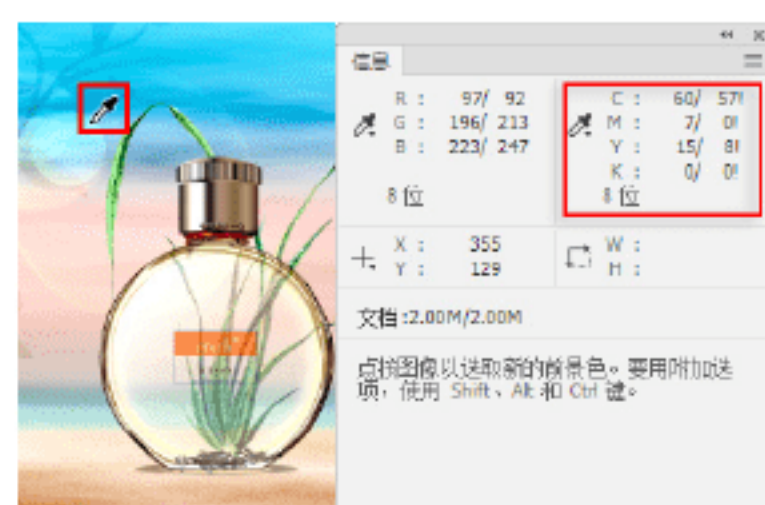 信息
R : 97/ 92
G : 196/ 213
B : 223/ 247
8 位
C : 60/ 57!
M : 7/ 0!
Y : 15/ 8!
K : 0/ 0!
8 位
X : 355
Y : 129
W :
H :
文档:2.00M/2.00M
点按图像以选取新的前景色。要用附加选
项，使用 Shift、Alt 和 Ctrl 键。